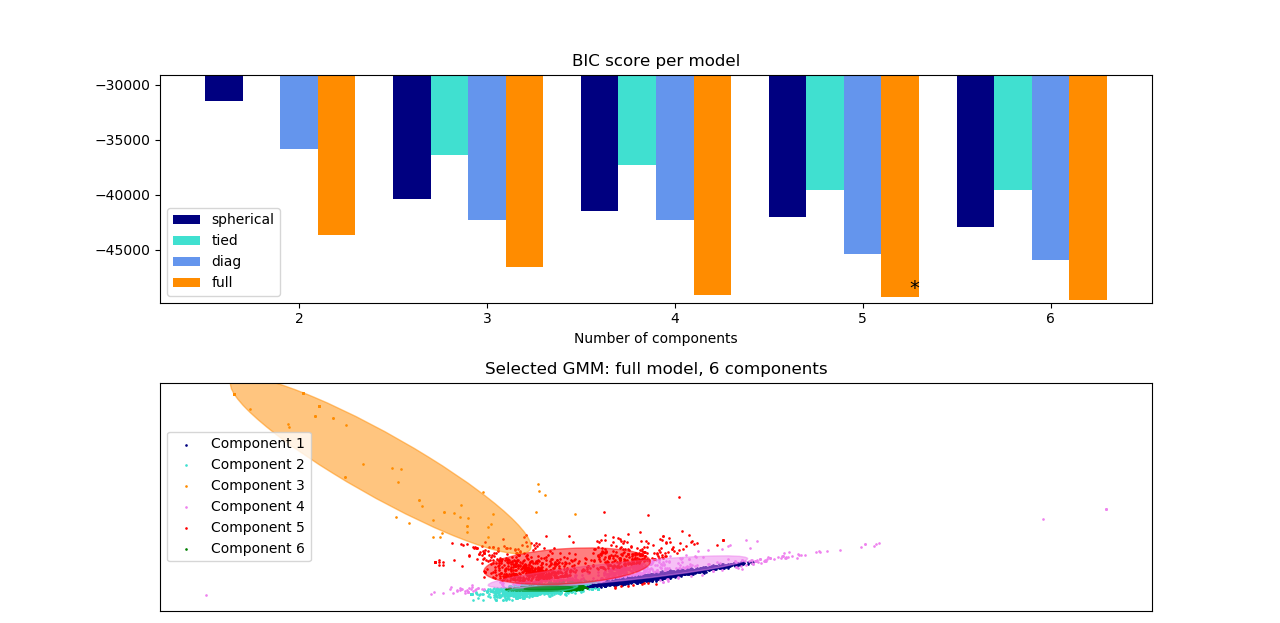 BIC score per model
−30000
−35000
−40000
−45000
spherical
tied
diag
full
*
2 3 4 5 6
Number of components
Selected GMM: full model, 6 components
Component 1
Component 2
Component 3
Component 4
Component 5
Component 6